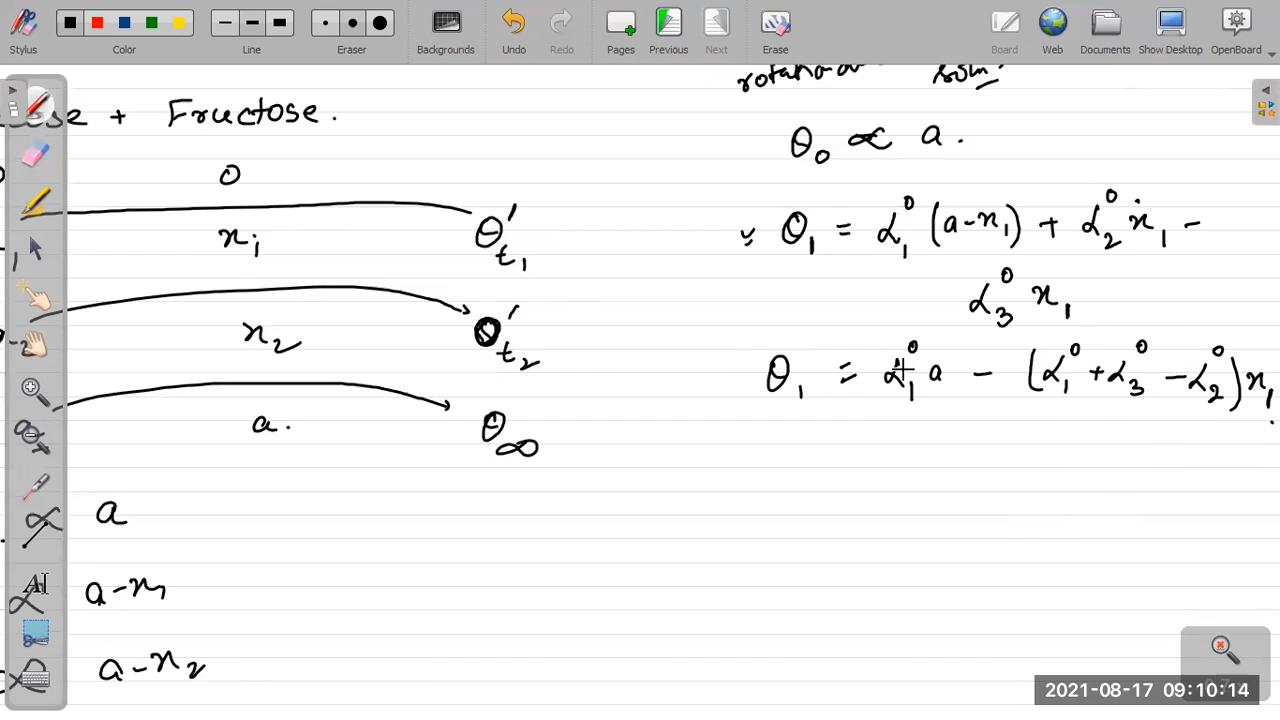 Stylus Color Line Eraser Backgrounds Undo Redo Pages Previous Next Erase Board Web Documents Show Desktop OpenBoard
+ Fructose.
0
x₁ θ't₁
x₂ θ't₂
a. θ∞
a
a-x₁
a-x₂
θ₀ ∝ a.
θ₁ = α₁⁰ (a-x₁) + α₂⁰ x₁ -
α₃⁰ x₁
θ₁ = α₁⁰ a - (α₁⁰ + α₃⁰ - α₂⁰) x₁
2021-08-17 09:10:14